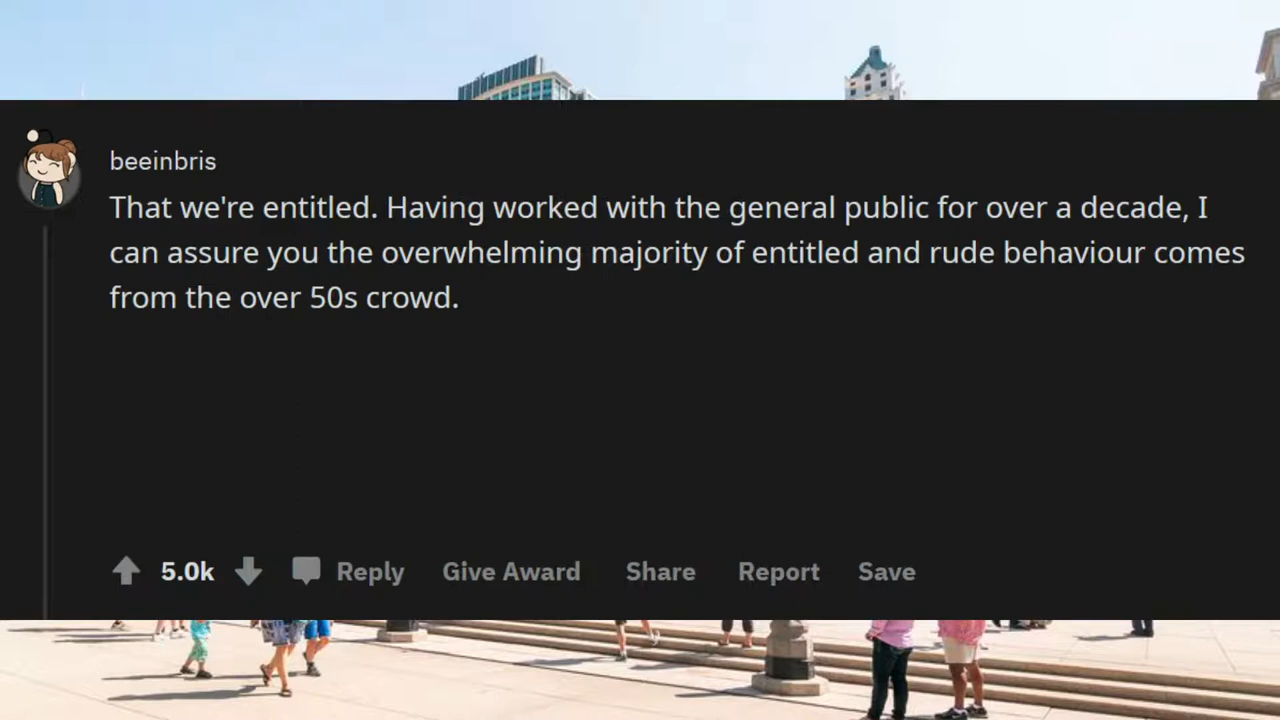 beeinbris
That we're entitled. Having worked with the general public for over a decade, I
can assure you the overwhelming majority of entitled and rude behaviour comes
from the over 50s crowd.
5.0k Reply Give Award Share Report Save